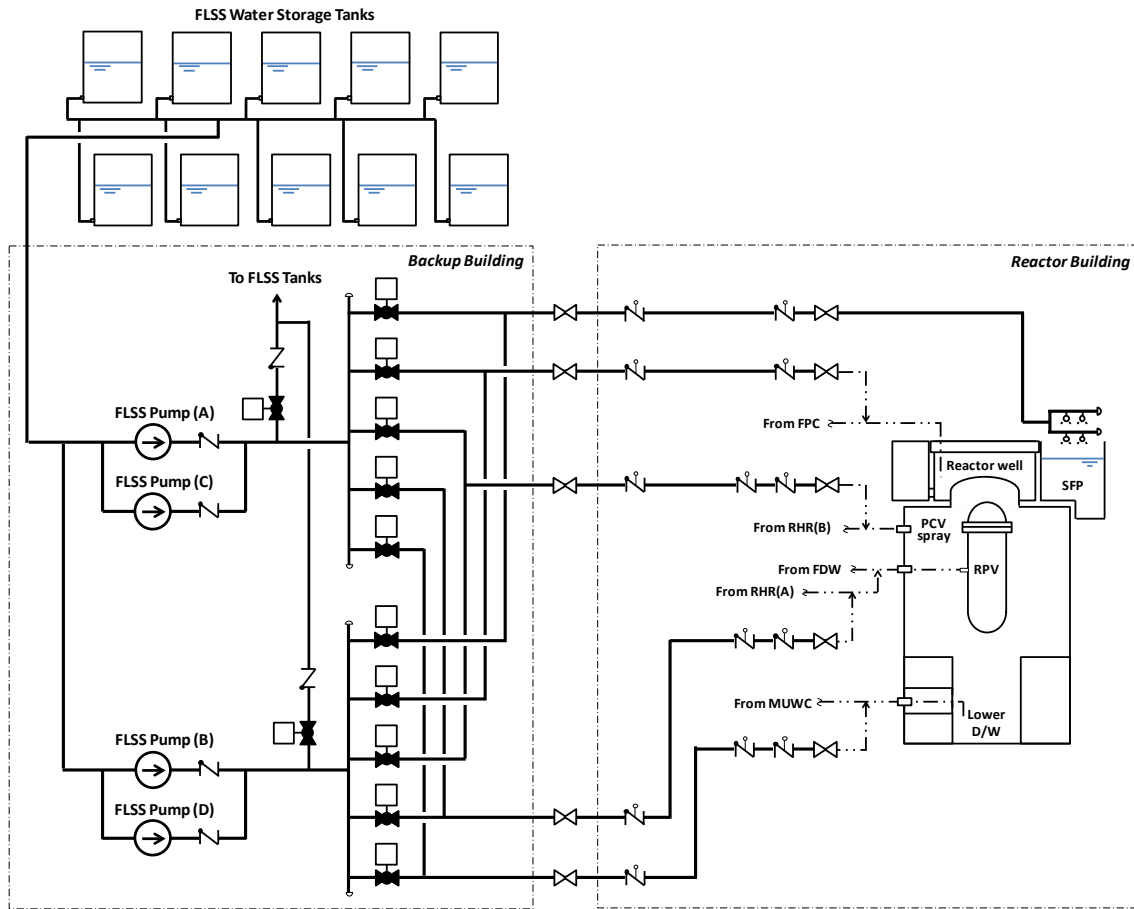 FLSS Water Storage Tanks
Backup Building
Reactor Building
To FLSS Tanks
FLSS Pump (A)
FLSS Pump (C)
From FPC
Reactor well
SFP
From RHR(B)
PCV
spray
From FDW
RPV
From RHR(A)
From MUWC
Lower
D/W
FLSS Pump (B)
FLSS Pump (D)